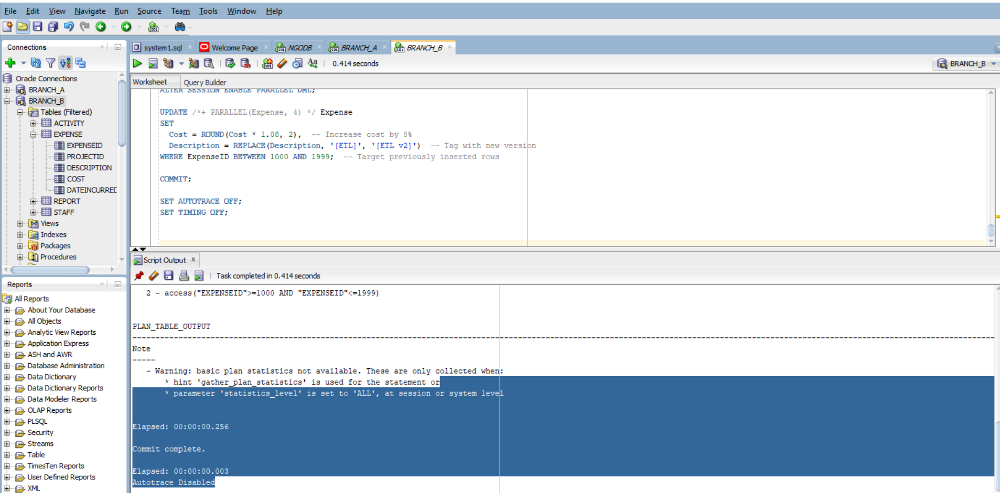 File Edit View Navigate Run Source Team Tools Window Help
Connections
Oracle Connections
BRANCH_A
BRANCH_B
Tables (Filtered)
ACTIVITY
EXPENSE
EXPENSEID
PROJECTID
DESCRIPTION
COST
DATEINCURRED
REPORT
STAFF
Views
Indexes
Packages
Procedures
Reports
All Reports
About Your Database
All Objects
Analytic View Reports
Application Express
ASH and AWR
Database Administration
Data Dictionary
Data Dictionary Reports
Data Modeler Reports
OLAP Reports
PLSQL
Security
Streams
Table
TimesTen Reports
User Defined Reports
XML
system1.sql Welcome Page NGODB BRANCH_A BRANCH_B
0.414 seconds
BRANCH_B
Worksheet Query Builder
ALTER SESSION ENABLE PARALLEL DML;
UPDATE /*+ PARALLEL(Expense, 4) */ Expense
SET
Cost = ROUND(Cost * 1.08, 2), -- Increase cost by 8%
Description = REPLACE(Description, '[ETL]', '[ETL v2]') -- Tag with new version
WHERE ExpenseID BETWEEN 1000 AND 1999; -- Target previously inserted rows
COMMIT;
SET AUTOTRACE OFF;
SET TIMING OFF;
Script Output
Task completed in 0.414 seconds
2 - access("EXPENSEID">=1000 AND "EXPENSEID"<=1999)
PLAN_TABLE_OUTPUT
Note
-----
- Warning: basic plan statistics not available. These are only collected when:
* hint 'gather_plan_statistics' is used for the statement or
* parameter 'statistics_level' is set to 'ALL', at session or system level
Elapsed: 00:00:00.256
Commit complete.
Elapsed: 00:00:00.003
Autotrace Disabled